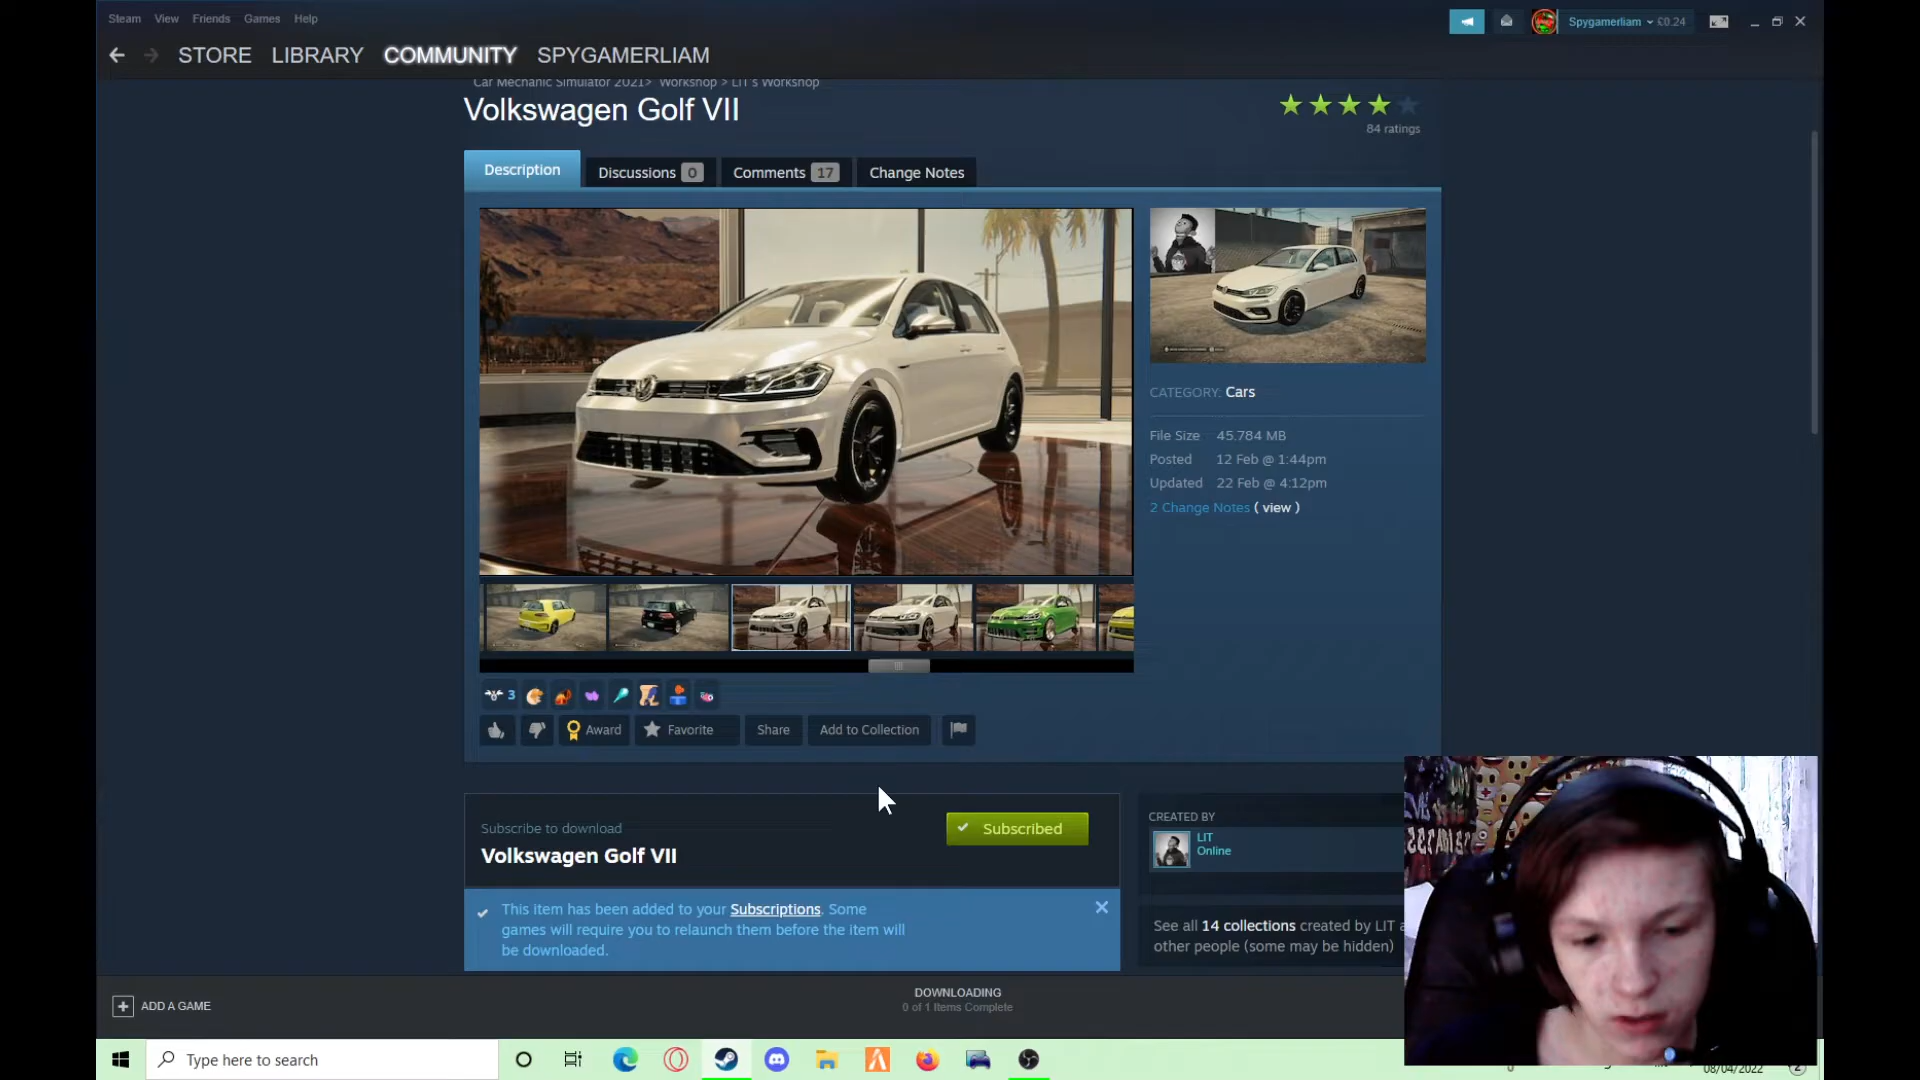 Steam View Friends Games Help
Spygamerliam £0.24
STORE LIBRARY COMMUNITY SPYGAMERLIAM
Car Mechanic Simulator 2021> Workshop > LIT's Workshop
Volkswagen Golf VII
84 ratings
Description Discussions 0 Comments 17 Change Notes
CATEGORY: Cars
File Size 45.784 MB
Posted 12 Feb @ 1:44pm
Updated 22 Feb @ 4:12pm
2 Change Notes ( view )
3
Award Favorite Share Add to Collection
Subscribe to download
Volkswagen Golf VII
Subscribed
CREATED BY
LIT
Online
This item has been added to your Subscriptions. Some
games will require you to relaunch them before the item will
be downloaded.
See all 14 collections created by LIT
other people (some may be hidden)
ADD A GAME
DOWNLOADING
0 of 1 Items Complete
Type here to search
08/04/2022
2